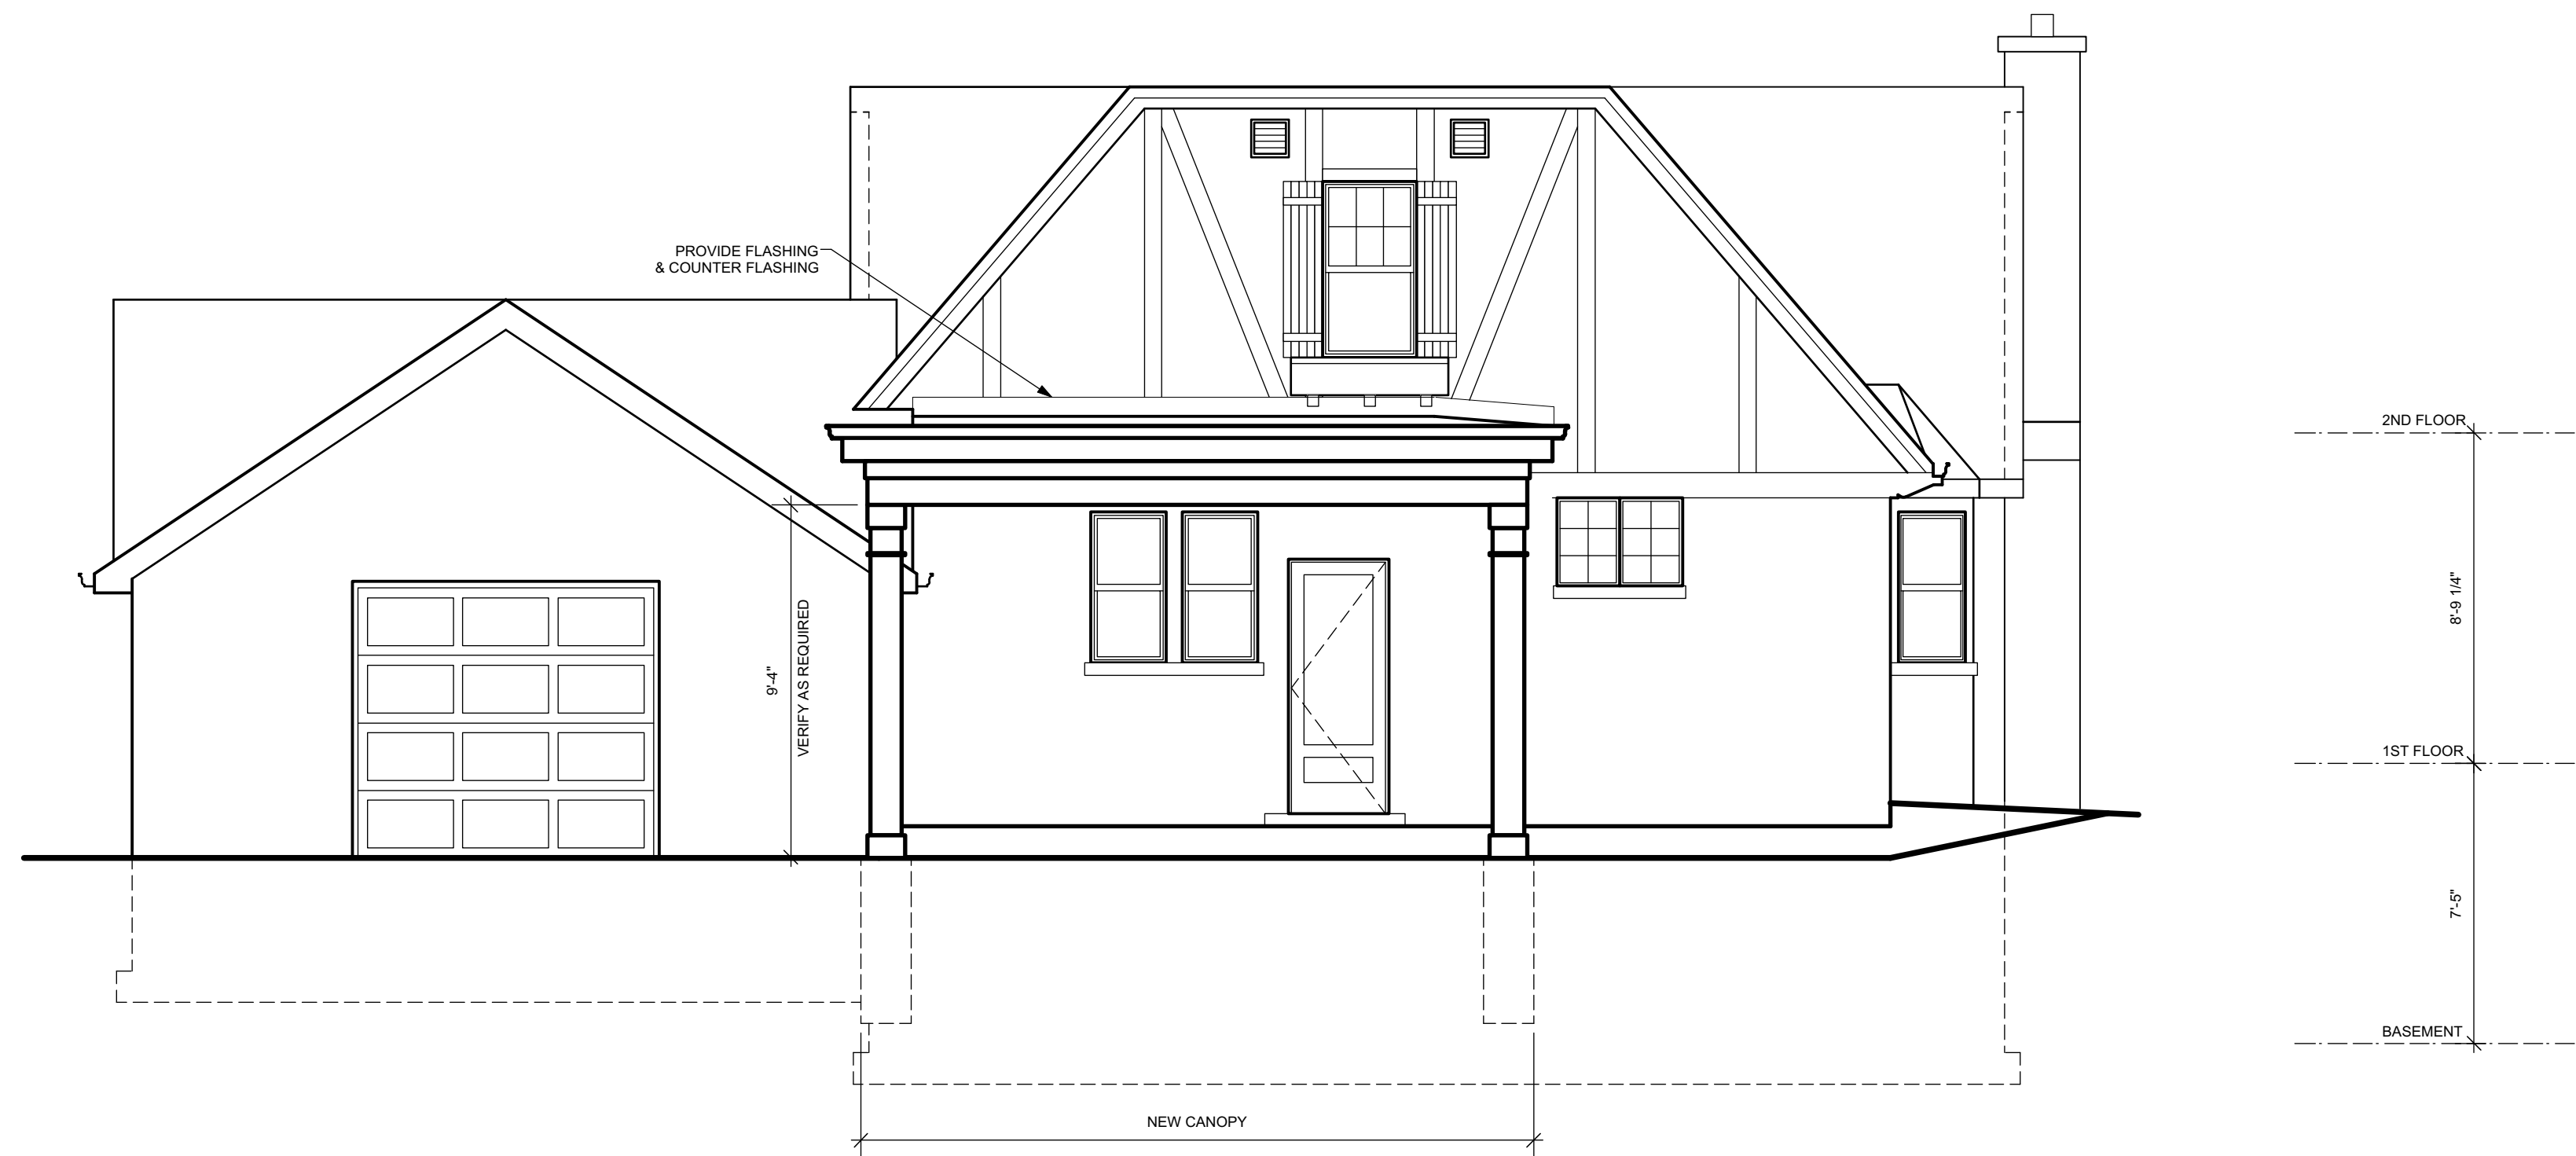 PROVIDE FLASHING
& COUNTER FLASHING
2ND FLOOR
8'-9 1/4"
9'-4"
VERIFY AS REQUIRED
1ST FLOOR
7'-5"
BASEMENT
NEW CANOPY